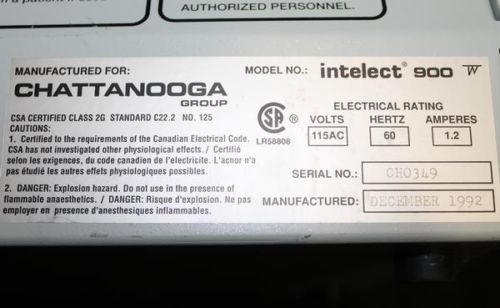 AUTHORIZED PERSONNEL.
MANUFACTURED FOR:
CHATTANOOGA
GROUP
MODEL NO.: intelect® 900 TW
CSA CERTIFIED CLASS 2G STANDARD C22.2 NO. 125
CAUTIONS:
1. Certified to the requirements of the Canadian Electrical Code.
CSA has not investigated other physiological effects. / Certifié
selon les exigences, du code canadien de l'electricite. L'acnor n'a
pas étudié les autres effets physiologiques possibles.
2. DANGER: Explosion hazard. Do not use in the presence of
flammable anaesthetics. / DANGER: Risque d'explosion. Ne pas
employer en presence d'anesthesiques inflammables.
SA ®
LR58808
ELECTRICAL RATING
VOLTS HERTZ AMPERES
115AC 60 1.2
SERIAL NO.: CHO349
MANUFACTURED: DECEMBER 1992